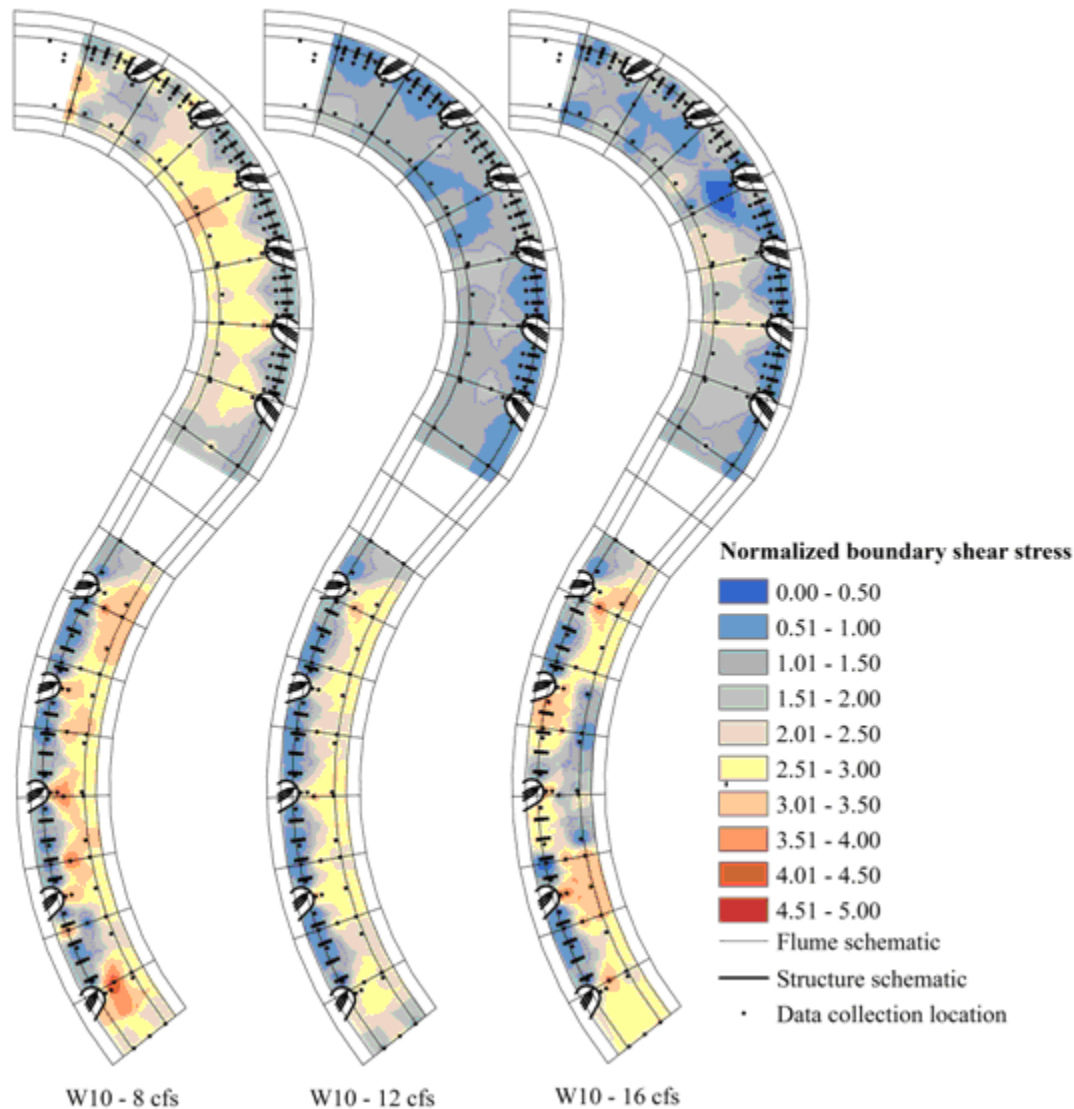 Normalized boundary shear stress
0.00 - 0.50
0.51 - 1.00
1.01 - 1.50
1.51 - 2.00
2.01 - 2.50
2.51 - 3.00
3.01 - 3.50
3.51 - 4.00
4.01 - 4.50
4.51 - 5.00
Flume schematic
Structure schematic
Data collection location
W10 - 8 cfs
W10 - 12 cfs
W10 - 16 cfs